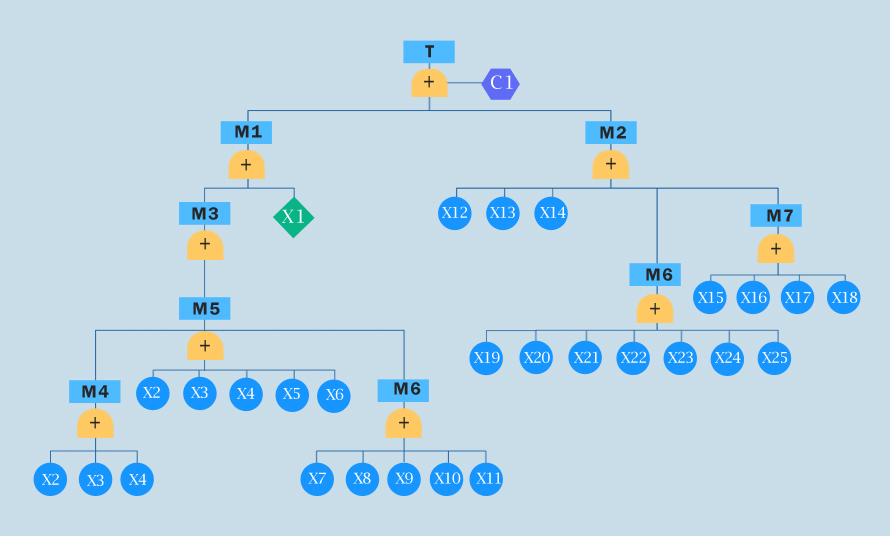 T
+ C1
M1 M2
+ +
M3 X1 X12 X13 X14 M7
+ +
M6
M5 + X15 X16 X17 X18
+ X19 X20 X21 X22 X23 X24 X25
M4 X2 X3 X4 X5 X6 M6
+ +
X2 X3 X4 X7 X8 X9 X10 X11